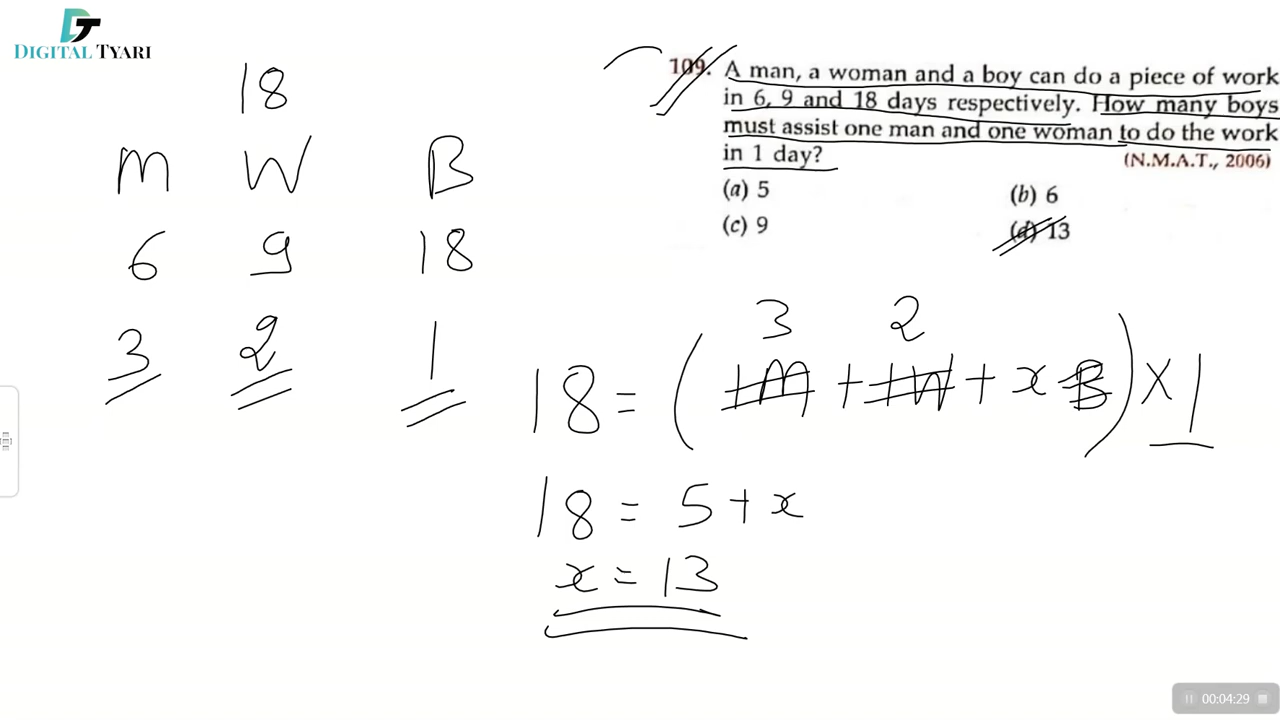 DIGITAL TYARI
18
M W B
6 9 18
3 2 1
109. A man, a woman and a boy can do a piece of work
in 6, 9 and 18 days respectively. How many boys
must assist one man and one woman to do the work
in 1 day?
(N.M.A.T., 2006)
(a) 5
(b) 6
(c) 9
(d) 13
3 2
18 = (1M + 1W + x B) × 1
18 = 5 + x
x = 13
00:04:29